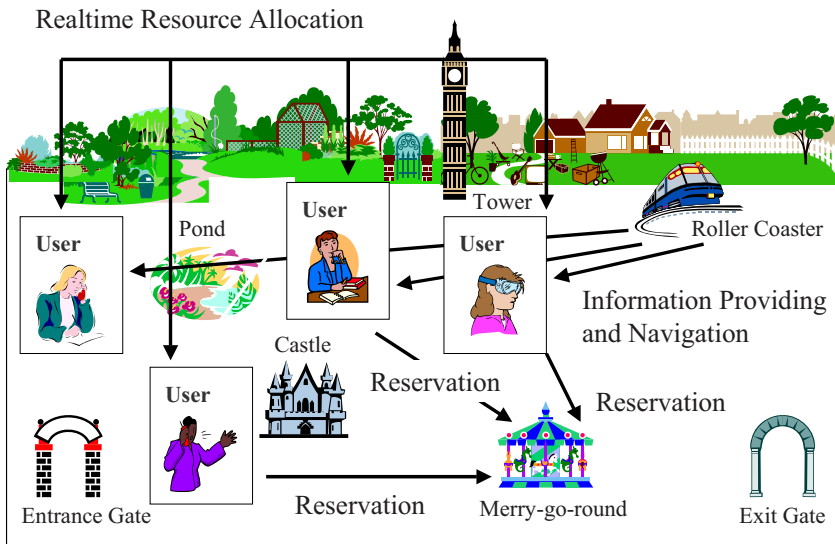 Realtime Resource Allocation
Tower
User
User
Pond
User
Roller Coaster
Information Providing
and Navigation
Castle
Reservation
User
Reservation
Entrance Gate
Reservation
Merry-go-round
Exit Gate